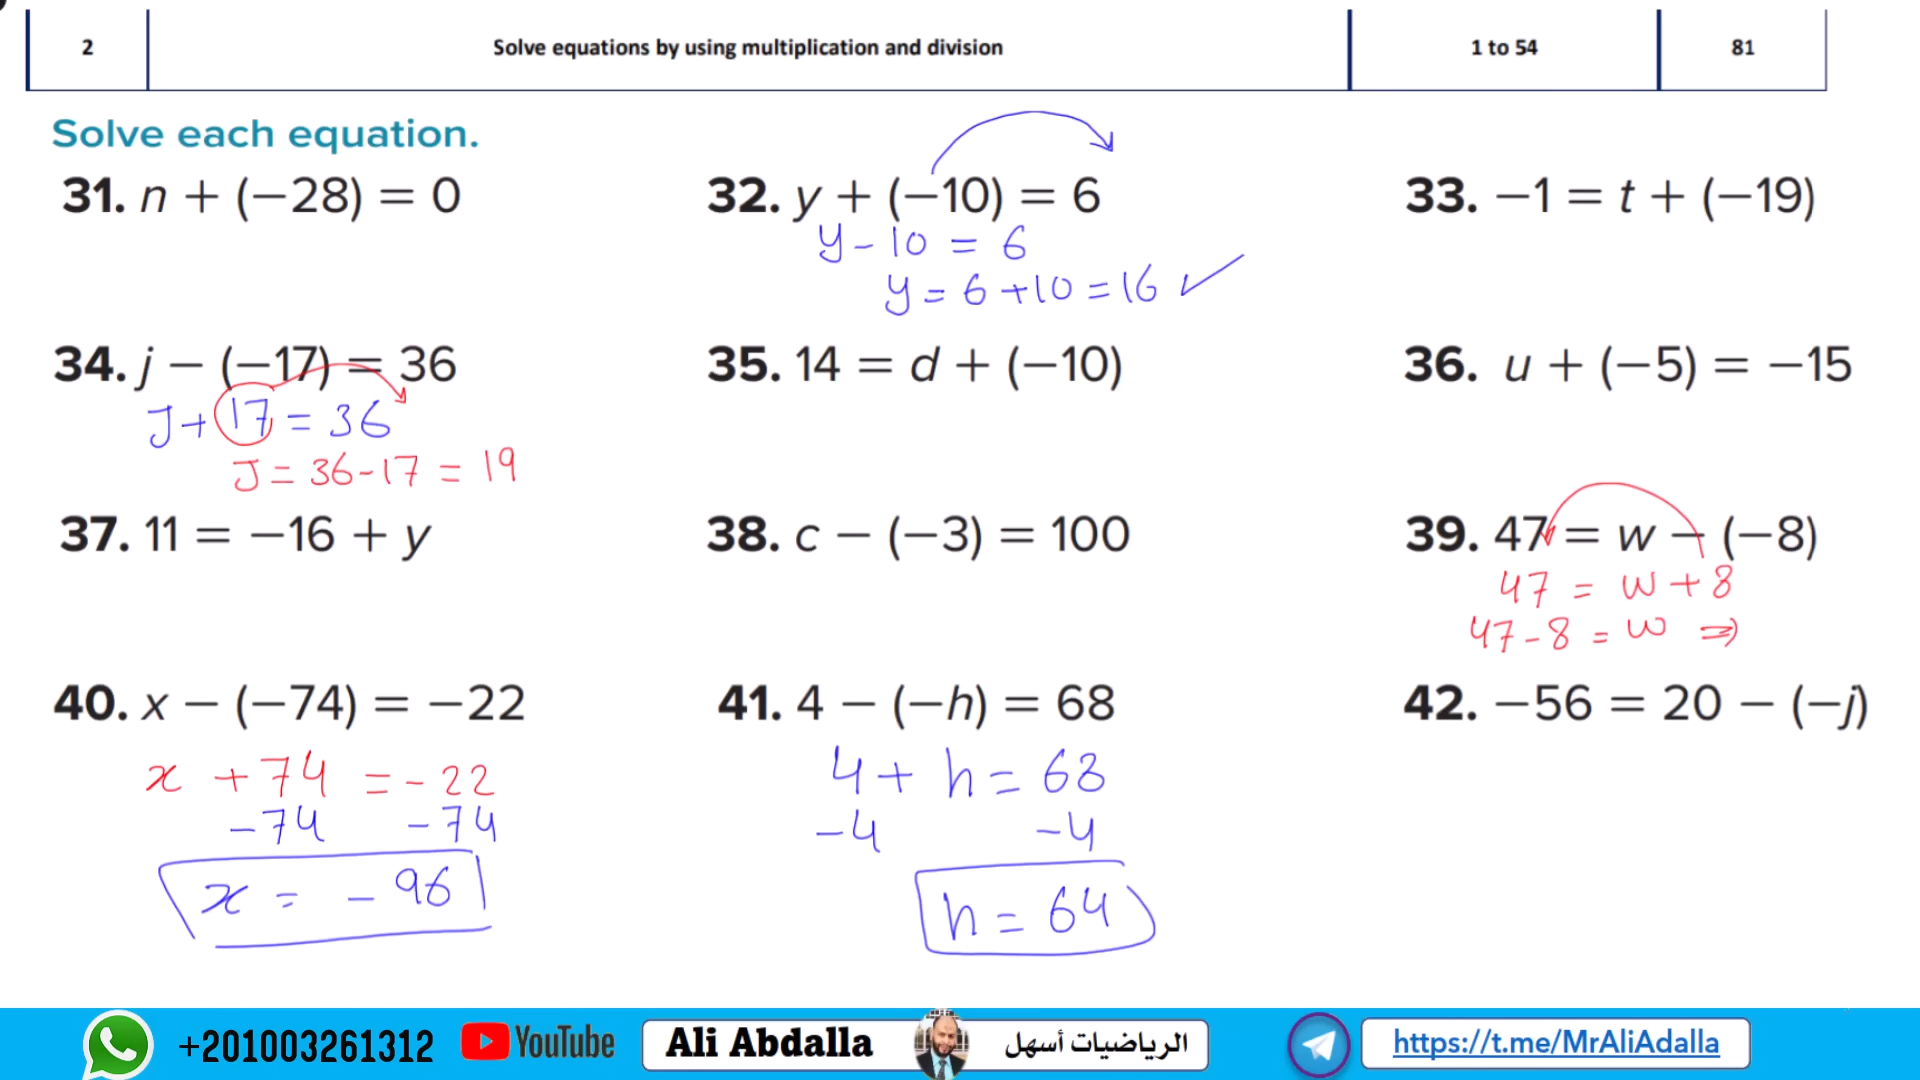 2 Solve equations by using multiplication and division 1 to 54 81
Solve each equation.
31. n + (−28) = 0
32. y + (−10) = 6
y − 10 = 6
y = 6 + 10 = 16 ✓
33. −1 = t + (−19)
34. j − (−17) = 36
J + 17 = 36
J = 36 - 17 = 19
35. 14 = d + (−10)
36. u + (−5) = −15
37. 11 = −16 + y
38. c − (−3) = 100
39. 47 = w − (−8)
47 = w + 8
47 - 8 = w ⇒
40. x − (−74) = −22
x + 74 = - 22
- 74 - 74
x = - 96
41. 4 − (−h) = 68
4 + h = 68
- 4 - 4
h = 64
42. −56 = 20 − (−j)
+201003261312 YouTube Ali Abdalla الرياضيات أسهل https://t.me/MrAliAdalla